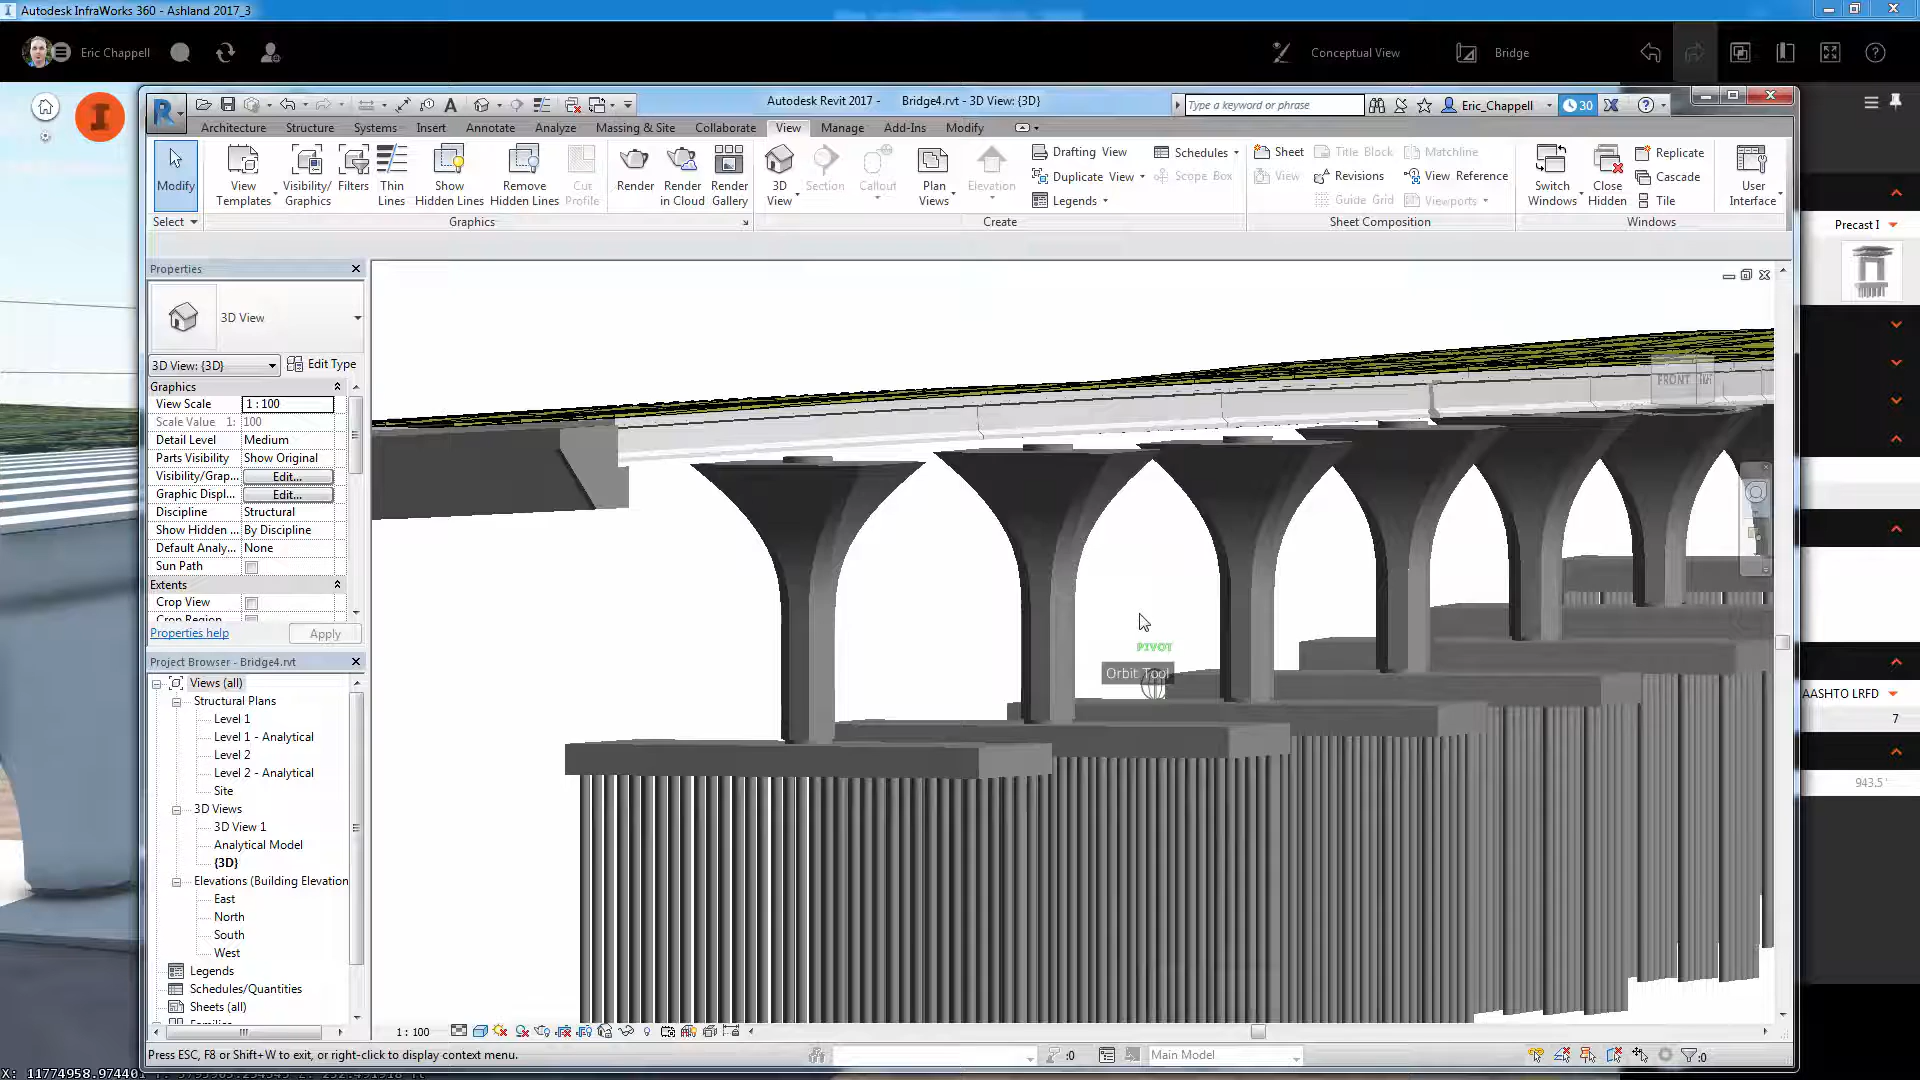 Autodesk InfraWorks 360 - Ashland 2017_3
Eric Chappell
Conceptual View
Bridge
Autodesk Revit 2017 - Bridge4.rvt - 3D View: {3D}
Type a keyword or phrase
Eric_Chappell
30
Architecture Structure Systems Insert Annotate Analyze Massing & Site Collaborate View Manage Add-Ins Modify
Modify
View Templates
Visibility/ Graphics
Filters
Thin Lines
Show Hidden Lines
Remove Hidden Lines
Cut Profile
Render
Render in Cloud
Render Gallery
3D View
Section
Callout
Plan Views
Elevation
Drafting View
Duplicate View
Legends
Schedules
Scope Box
Sheet
View
Title Block
Revisions
Guide Grid
Matchline
View Reference
Viewports
Switch Windows
Close Hidden
Replicate
Cascade
Tile
User Interface
Select
Graphics
Create
Sheet Composition
Windows
Precast I
Properties
3D View
3D View: {3D}
Edit Type
Graphics
View Scale 1 : 100
Scale Value 1: 100
Detail Level Medium
Parts Visibility Show Original
Visibility/Grap... Edit...
Graphic Displ... Edit...
Discipline Structural
Show Hidden ... By Discipline
Default Analy... None
Sun Path
Extents
Crop View
Crop Region
Properties help
Apply
Project Browser - Bridge4.rvt
Views (all)
Structural Plans
Level 1
Level 1 - Analytical
Level 2
Level 2 - Analytical
Site
3D Views
3D View 1
Analytical Model
{3D}
Elevations (Building Elevation
East
North
South
West
Legends
Schedules/Quantities
Sheets (all)
FRONT
PIVOT
Orbit Tool
AASHTO LRFD
7
943.5'
1 : 100
Press ESC, F8 or Shift+W to exit, or right-click to display context menu.
:0
Main Model
:0
X: 11774958.974401